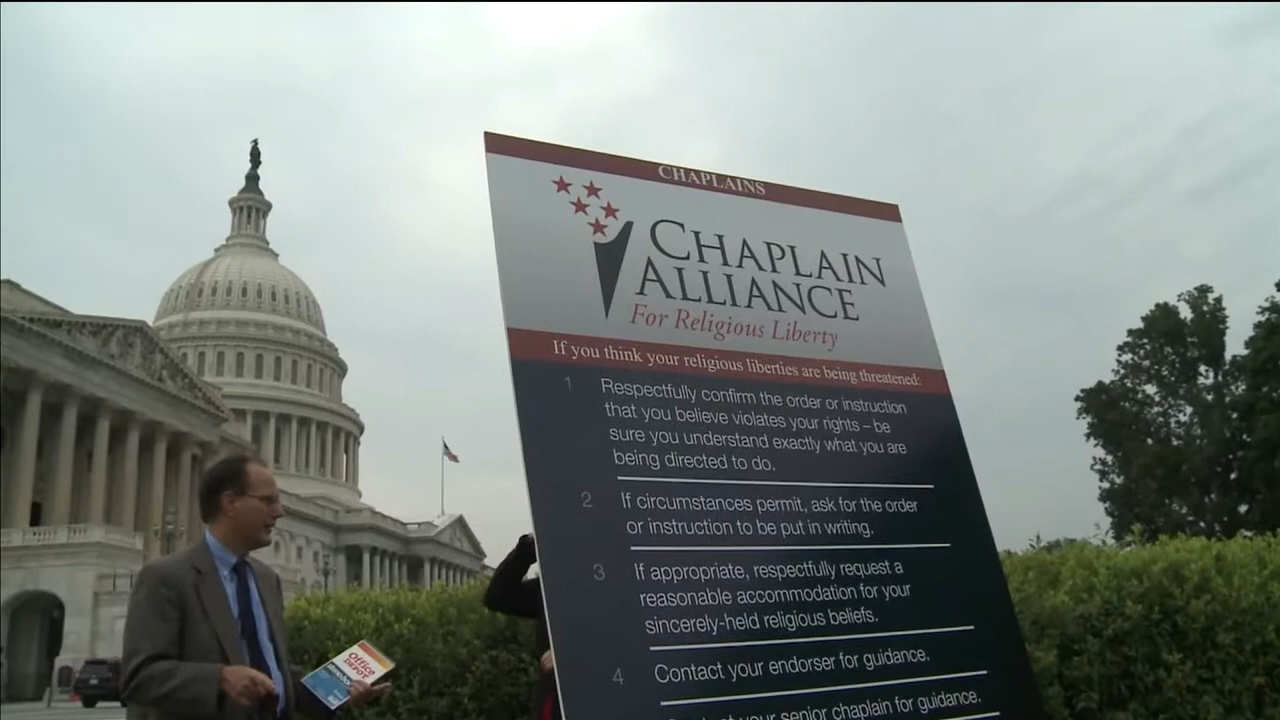 CHAPLAINS
CHAPLAIN
ALLIANCE
For Religious Liberty
If you think your religious liberties are being threatened:
1 Respectfully confirm the order or instruction
that you believe violates your rights – be
sure you understand exactly what you are
being directed to do.
2 If circumstances permit, ask for the order
or instruction to be put in writing.
3 If appropriate, respectfully request a
reasonable accommodation for your
sincerely-held religious beliefs.
4 Contact your endorser for guidance.
your senior chaplain for guidance.
Office
DEPOT